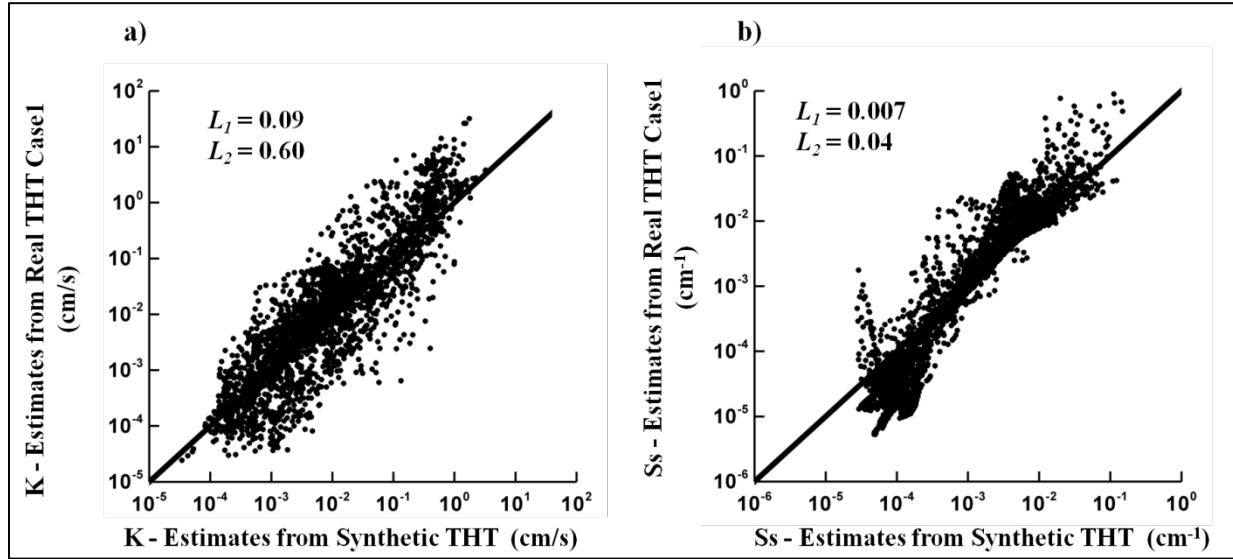 a)
K - Estimates from Real THT Case1
(cm/s)
L₁ = 0.09
L₂ = 0.60
10²
10¹
10⁰
10⁻¹
10⁻²
10⁻³
10⁻⁴
10⁻⁵
10⁻⁵ 10⁻⁴ 10⁻³ 10⁻² 10⁻¹ 10⁰ 10¹ 10²
K - Estimates from Synthetic THT (cm/s)
b)
Ss - Estimates from Real THT Case1
(cm⁻¹)
L₁ = 0.007
L₂ = 0.04
10⁰
10⁻¹
10⁻²
10⁻³
10⁻⁴
10⁻⁵
10⁻⁶
10⁻⁶ 10⁻⁵ 10⁻⁴ 10⁻³ 10⁻² 10⁻¹ 10⁰
Ss - Estimates from Synthetic THT (cm⁻¹)